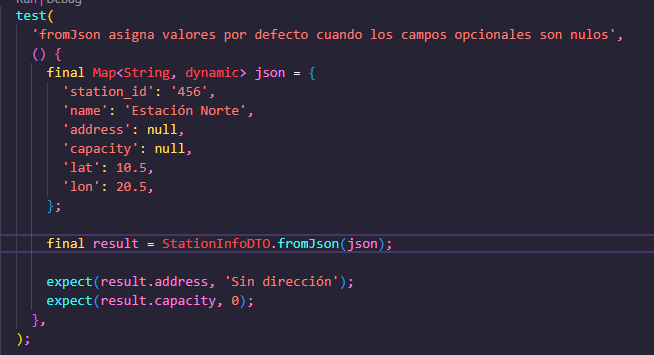 Run | Debug
test(
'fromJson asigna valores por defecto cuando los campos opcionales son nulos',
() {
final Map<String, dynamic> json = {
'station_id': '456',
'name': 'Estación Norte',
'address': null,
'capacity': null,
'lat': 10.5,
'lon': 20.5,
};
final result = StationInfoDTO.fromJson(json);
expect(result.address, 'Sin dirección');
expect(result.capacity, 0);
},
);